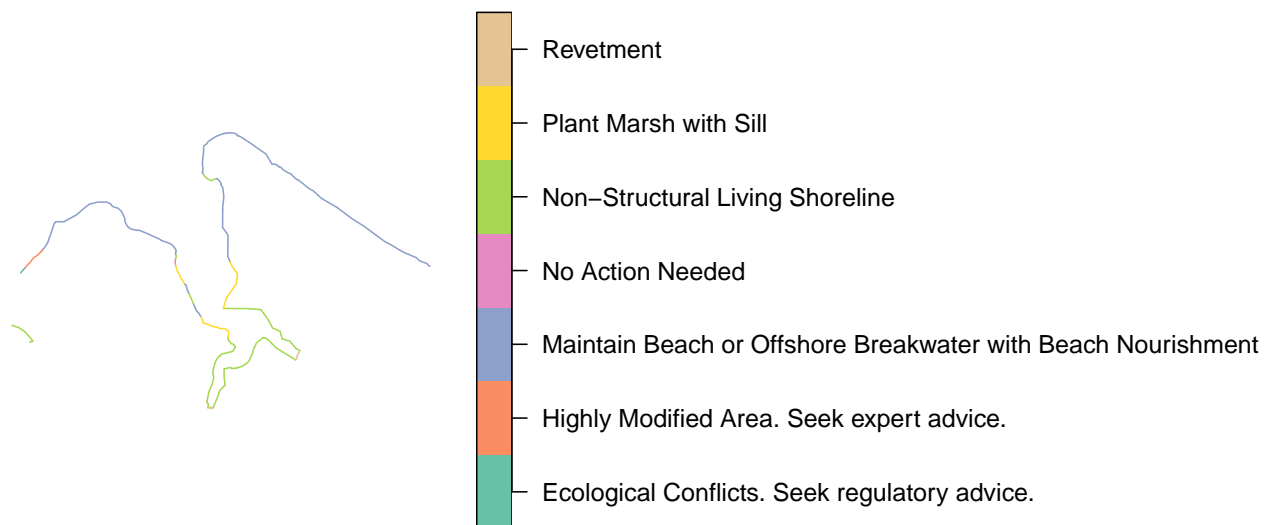 Revetment
Plant Marsh with Sill
Non−Structural Living Shoreline
No Action Needed
Maintain Beach or Offshore Breakwater with Beach Nourishment
Highly Modified Area. Seek expert advice.
Ecological Conflicts. Seek regulatory advice.